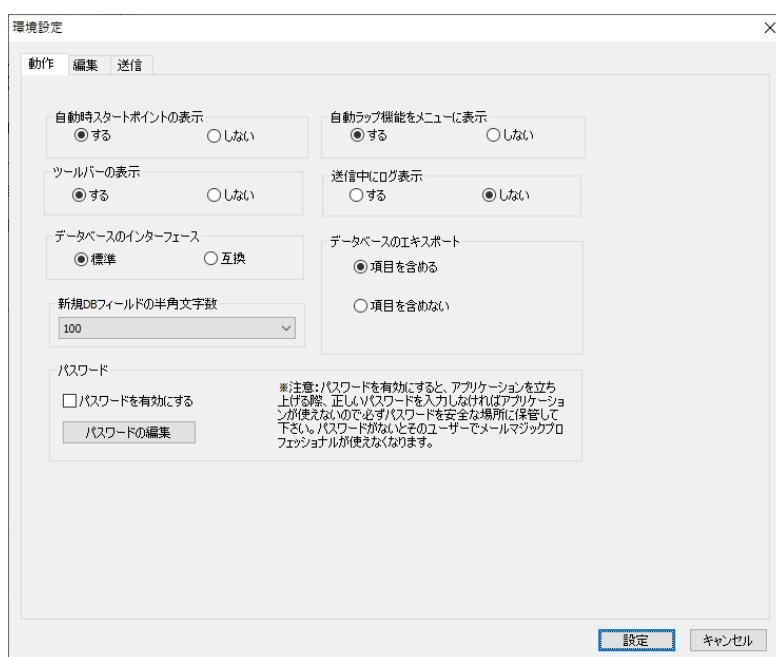 環境設定
動作 編集 送信
自動時スタートポイントの表示
する しない
自動ラップ機能をメニューに表示
する しない
ツールバーの表示
する しない
送信中にログ表示
する しない
データベースのインターフェース
標準 互換
データベースのエキスポート
項目を含める
項目を含めない
新規DBフィールドの半角文字数
100
パスワード
パスワードを有効にする
パスワードの編集
※注意：パスワードを有効にすると、アプリケーションを立ち
上げる際、正しいパスワードを入力しなければアプリケーショ
ンが使えないので必ずパスワードを安全な場所に保管して
下さい。パスワードがないとそのユーザーでメールマジックプロ
フェッショナルが使えなくなります。
設定 キャンセル